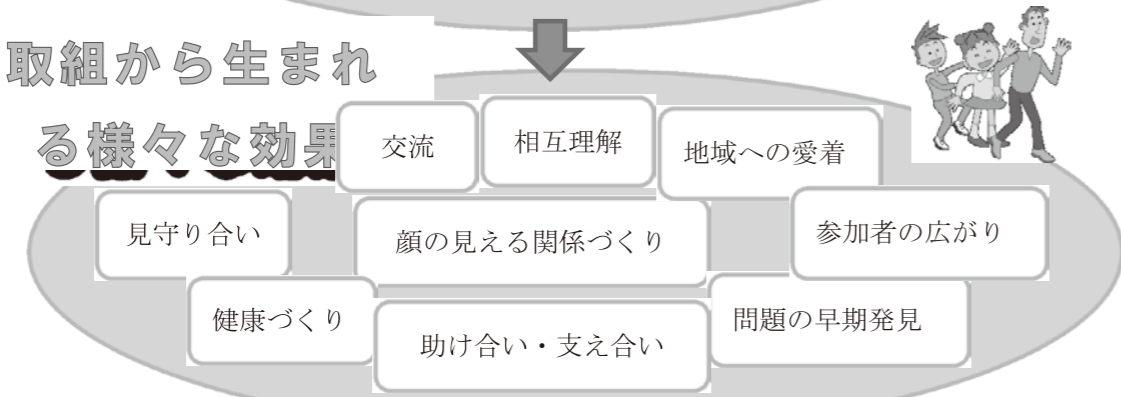 取組から生まれ
る様々な効果
交流
相互理解
地域への愛着
見守り合い
顔の見える関係づくり
参加者の広がり
健康づくり
助け合い・支え合い
問題の早期発見